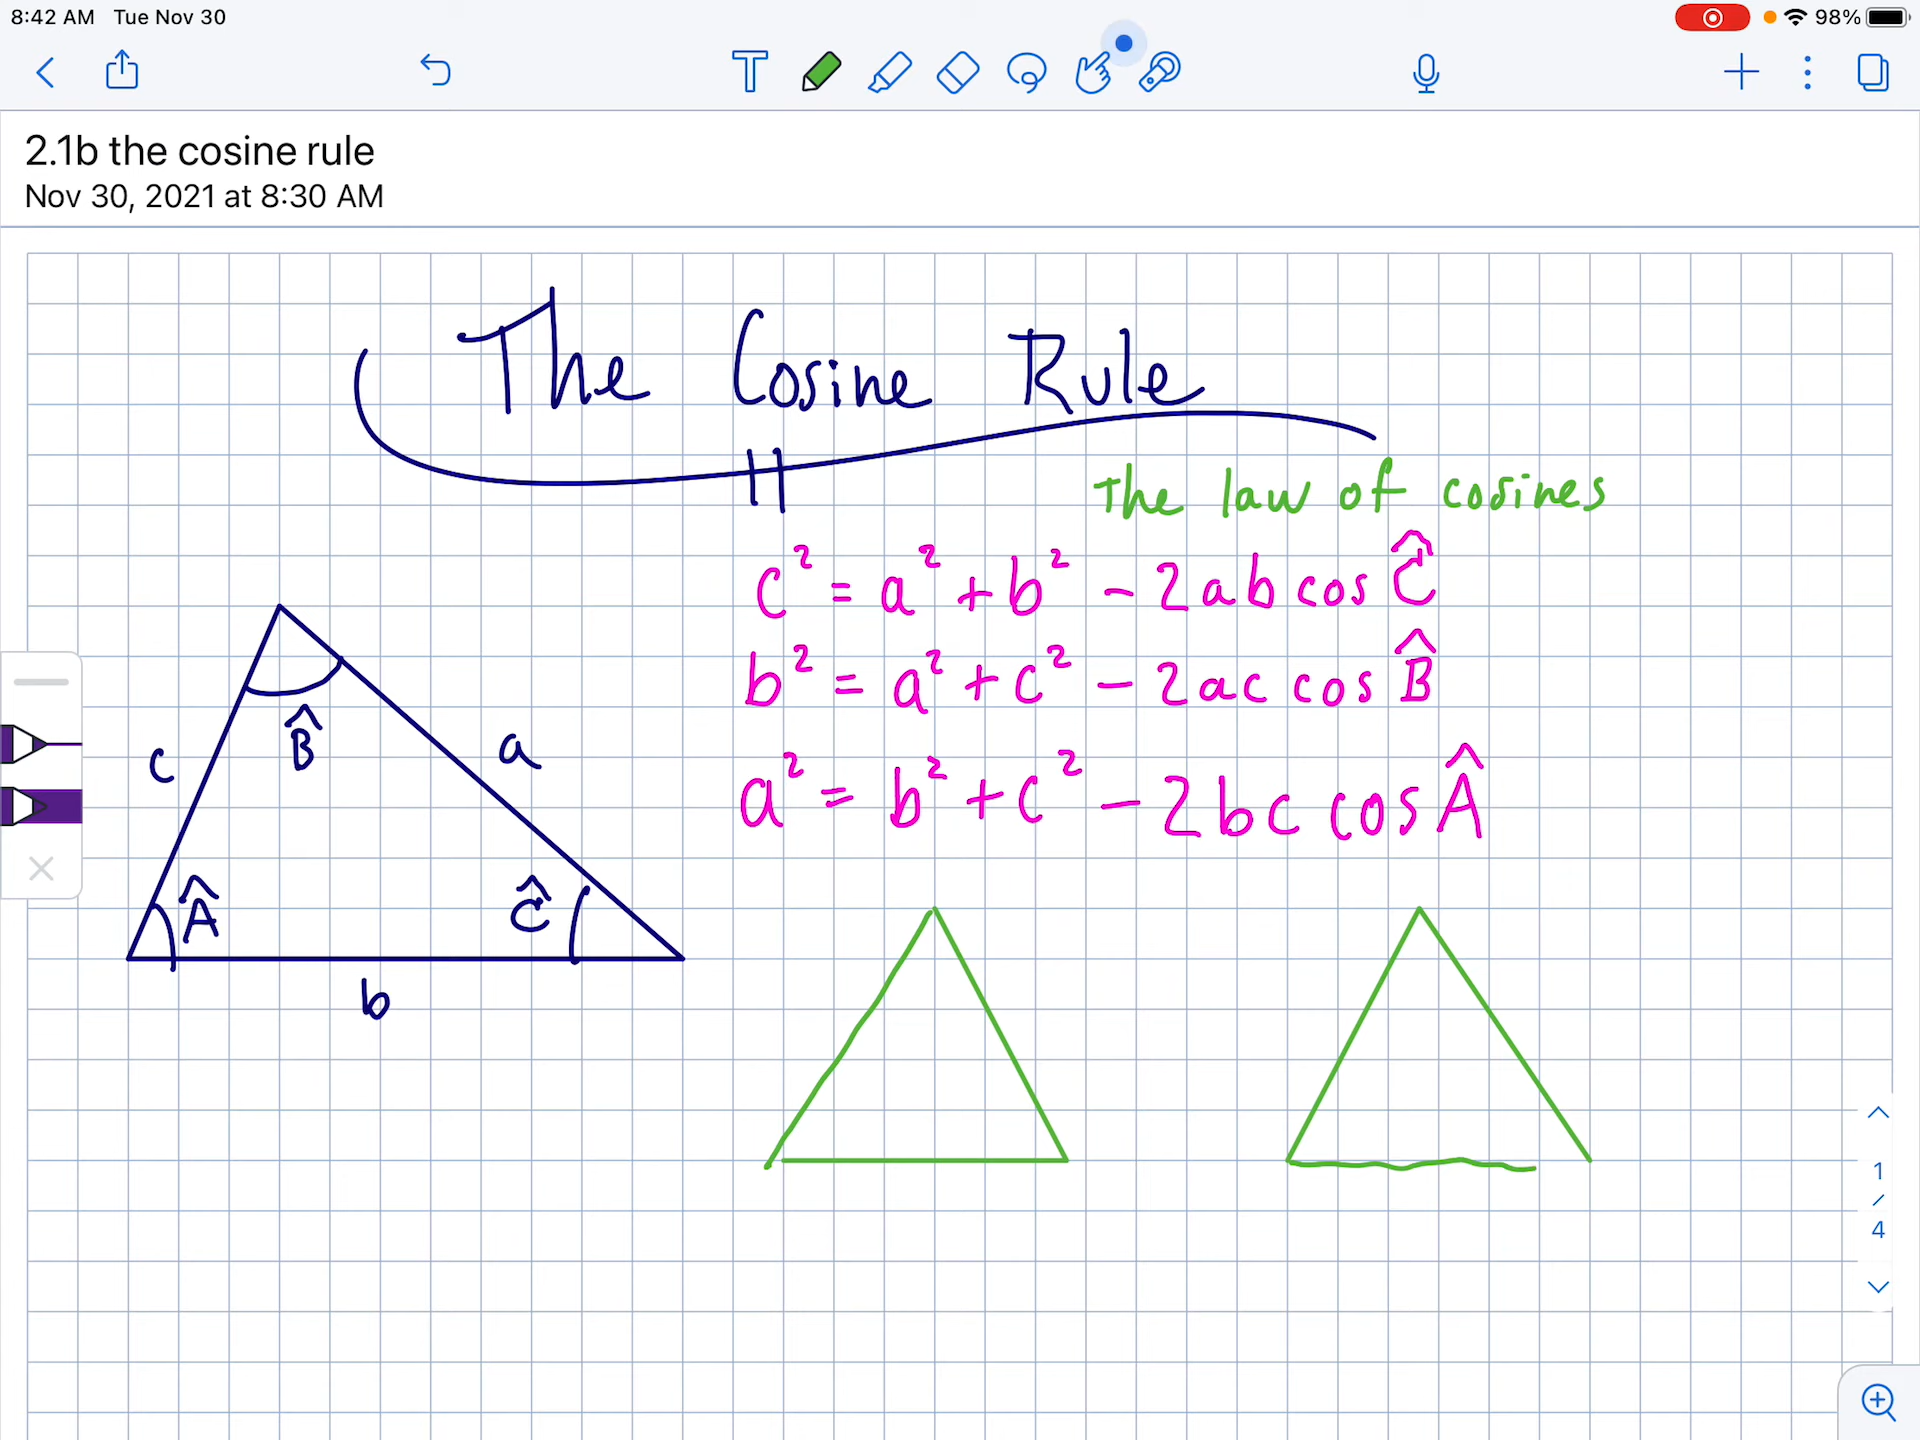 8:42 AM Tue Nov 30
98%
T
2.1b the cosine rule
Nov 30, 2021 at 8:30 AM
The Cosine Rule
The law of cosines
c² = a² + b² - 2ab cos Ĉ
b² = a² + c² - 2ac cos B̂
a² = b² + c² - 2bc cos Â
B̂
c
a
Â
Ĉ
b
1
/
4